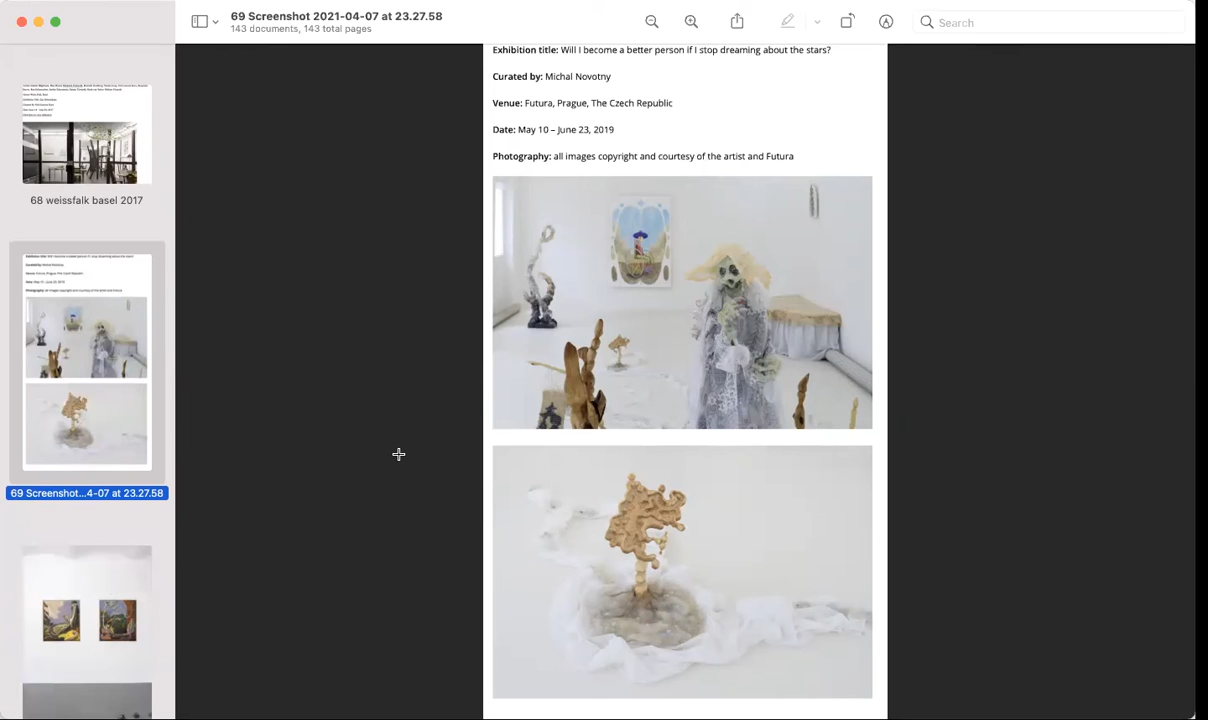 69 Screenshot 2021-04-07 at 23.27.58
143 documents, 143 total pages
Search
68 weissfalk basel 2017
69 Screenshot...4-07 at 23.27.58
Exhibition title: Will I become a better person if I stop dreaming about the stars?
Curated by: Michal Novotny
Venue: Futura, Prague, The Czech Republic
Date: May 10 – June 23, 2019
Photography: all images copyright and courtesy of the artist and Futura